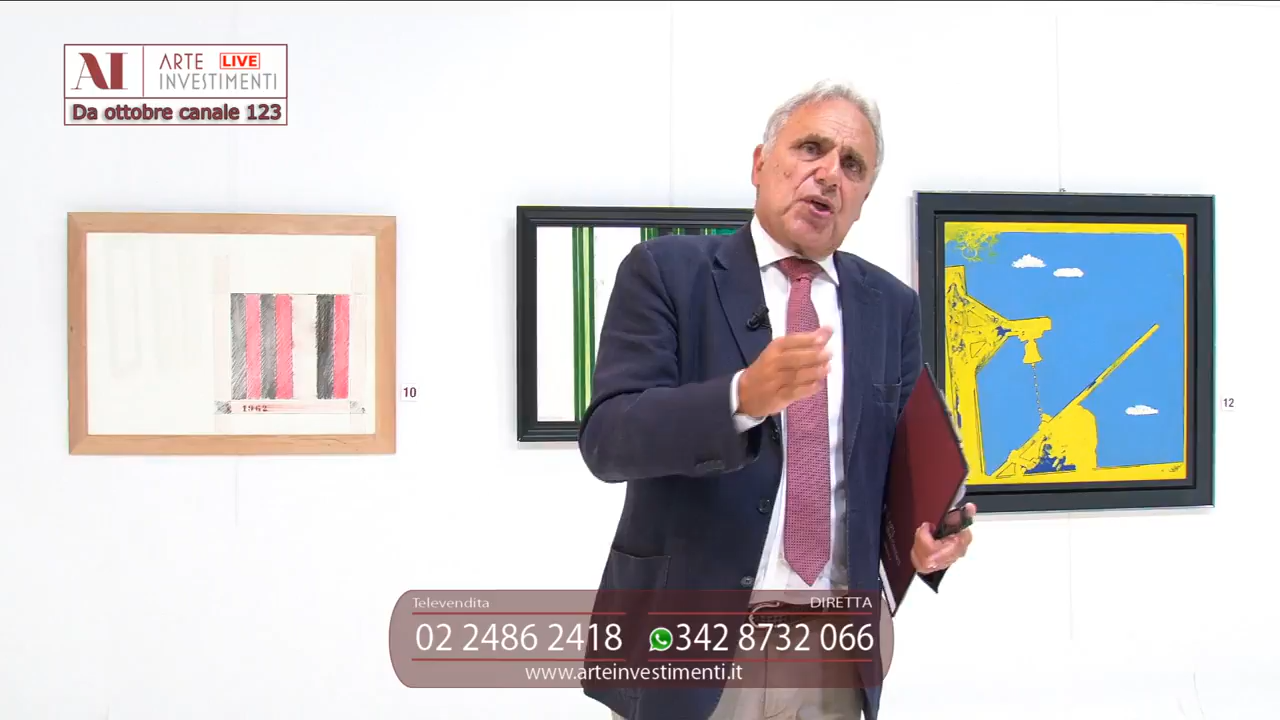 AI ARTE LIVE
INVESTIMENTI
Da ottobre canale 123
10
12
1962
Televendita DIRETTA
02 2486 2418 342 8732 066
www.arteinvestimenti.it